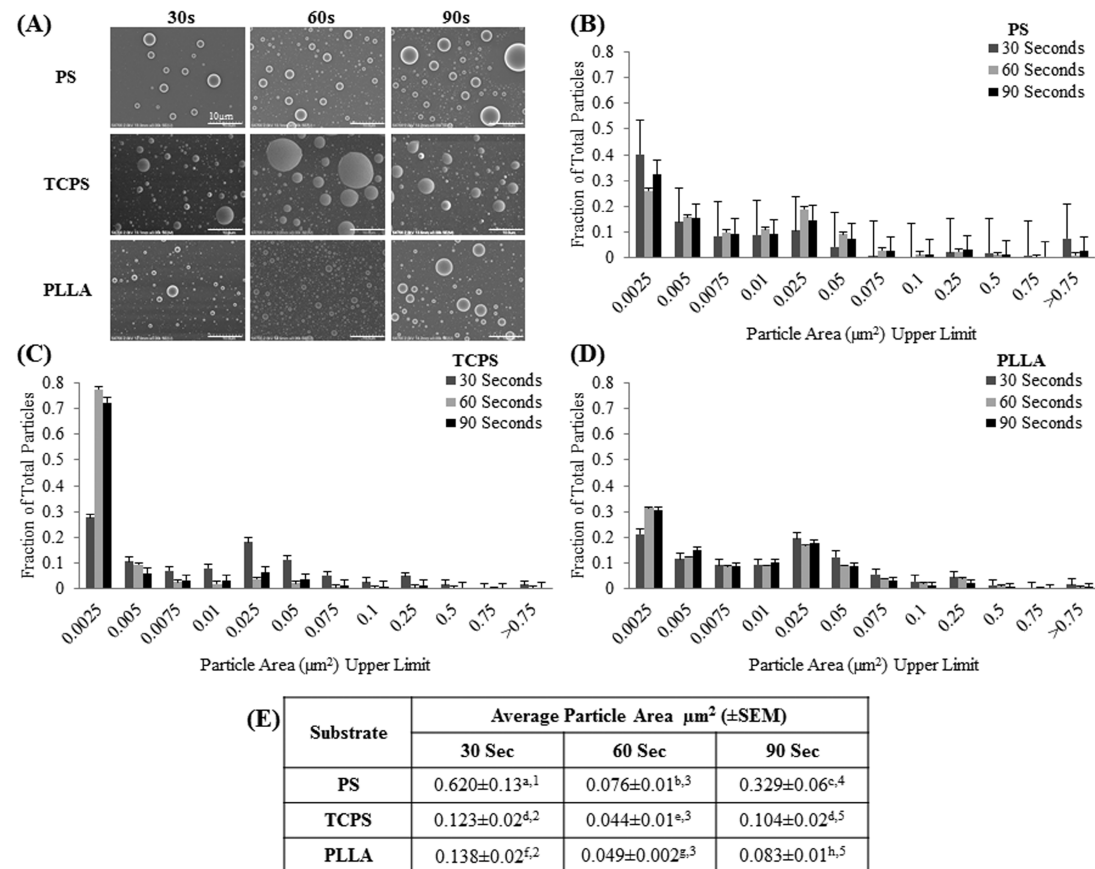 (A)
30s 60s 90s
PS
10μm
TCPS
PLLA
(B)
PS
30 Seconds
60 Seconds
90 Seconds
Fraction of Total Particles
0.8
0.7
0.6
0.5
0.4
0.3
0.2
0.1
0
0.0025 0.005 0.0075 0.01 0.025 0.05 0.075 0.1 0.25 0.5 0.75 >0.75
Particle Area (μm²) Upper Limit
(C)
TCPS
30 Seconds
60 Seconds
90 Seconds
Fraction of Total Particles
0.8
0.7
0.6
0.5
0.4
0.3
0.2
0.1
0
0.0025 0.005 0.0075 0.01 0.025 0.05 0.075 0.1 0.25 0.5 0.75 >0.75
Particle Area (μm²) Upper Limit
(D)
PLLA
30 Seconds
60 Seconds
90 Seconds
Fraction of Total Particles
0.8
0.7
0.6
0.5
0.4
0.3
0.2
0.1
0
0.0025 0.005 0.0075 0.01 0.025 0.05 0.075 0.1 0.25 0.5 0.75 >0.75
Particle Area (μm²) Upper Limit
(E)
Substrate Average Particle Area μm² (±SEM)
30 Sec 60 Sec 90 Sec
PS 0.620±0.13a,1 0.076±0.01b,3 0.329±0.06c,4
TCPS 0.123±0.02d,2 0.044±0.01e,3 0.104±0.02d,5
PLLA 0.138±0.02f,2 0.049±0.002g,3 0.083±0.01h,5